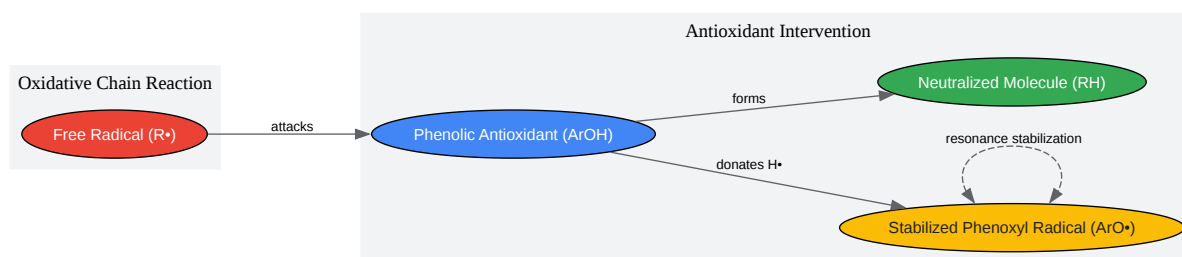 Antioxidant Intervention
Oxidative Chain Reaction
Free Radical (R•)
attacks
Phenolic Antioxidant (ArOH)
forms
Neutralized Molecule (RH)
donates H•
resonance stabilization
Stabilized Phenoxyl Radical (ArO•)